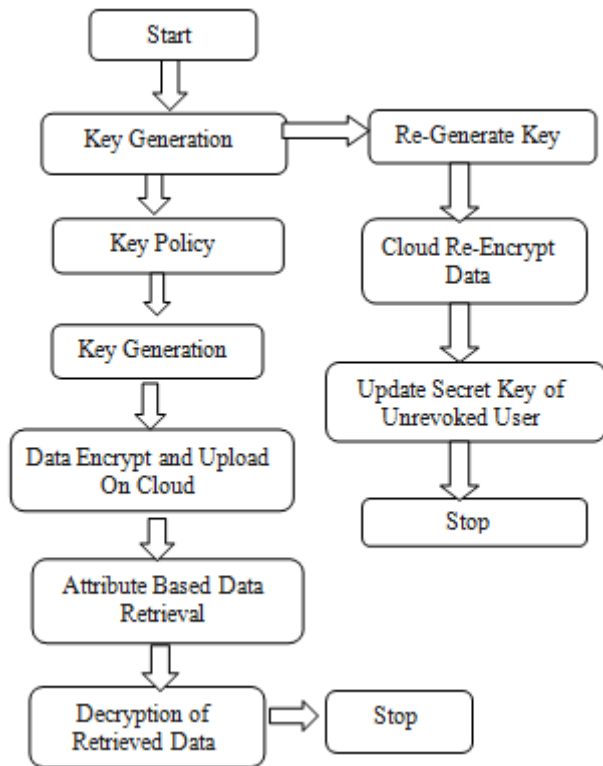 Start
Key Generation
Re-Generate Key
Key Policy
Cloud Re-Encrypt
Data
Key Generation
Update Secret Key of
Unrevoked User
Data Encrypt and Upload
On Cloud
Stop
Attribute Based Data
Retrieval
Decryption of
Retrieved Data
Stop